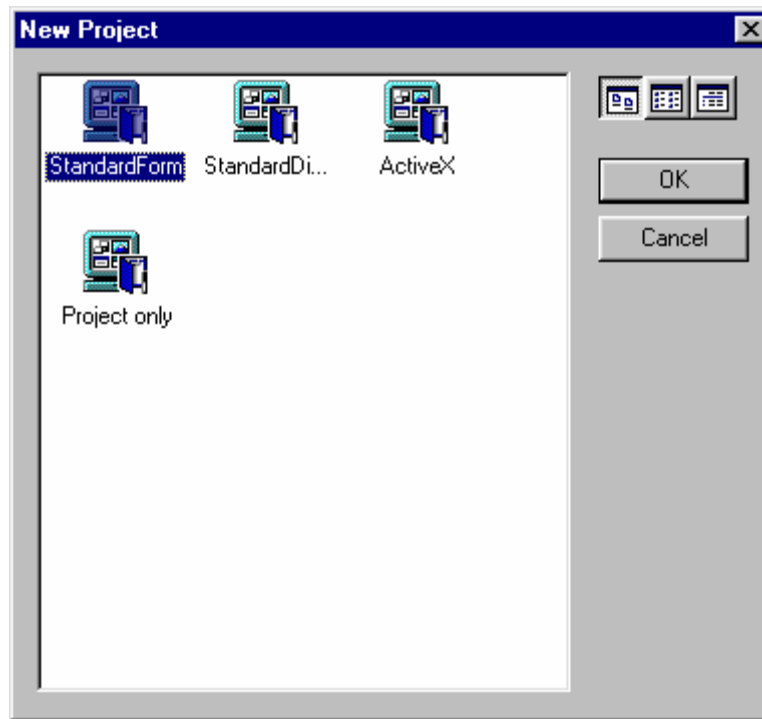 New Project
StandardForm StandardDi... ActiveX
Project only
OK
Cancel